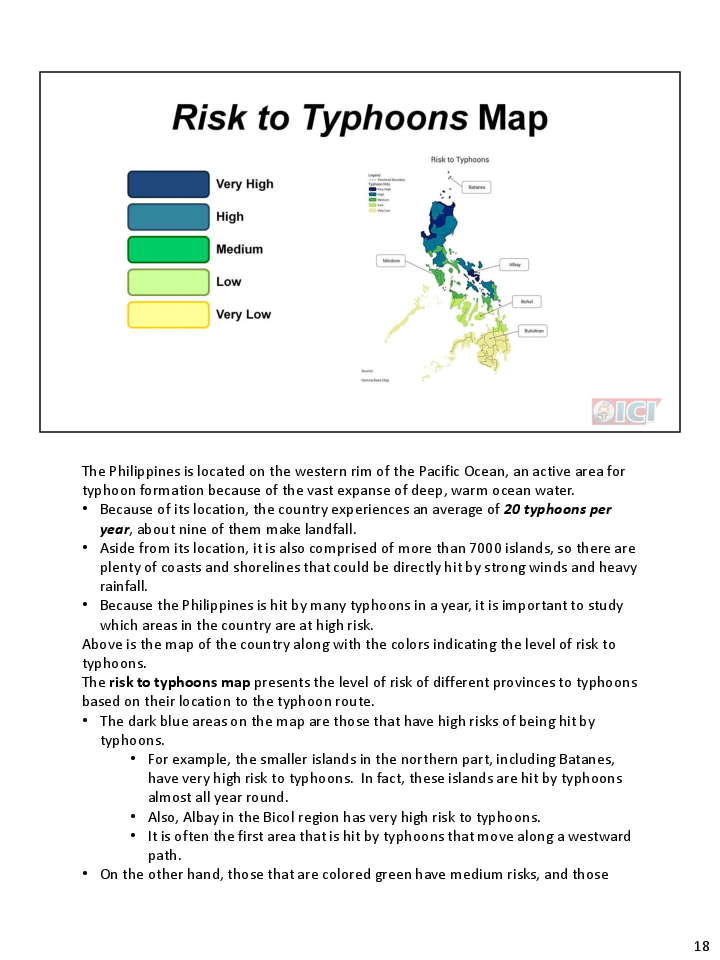 Risk to Typhoons Map
Very High
High
Medium
Low
Very Low
Risk to Typhoons
Legend
Provincial Boundary
Typhoon Hits
Very High
High
Medium
Low
Very Low
Batanes
Mindoro
Albay
Bohol
Bukidnon
Source
Namria Base Map
ICI
The Philippines is located on the western rim of the Pacific Ocean, an active area for
typhoon formation because of the vast expanse of deep, warm ocean water.
• Because of its location, the country experiences an average of 20 typhoons per
year, about nine of them make landfall.
• Aside from its location, it is also comprised of more than 7000 islands, so there are
plenty of coasts and shorelines that could be directly hit by strong winds and heavy
rainfall.
• Because the Philippines is hit by many typhoons in a year, it is important to study
which areas in the country are at high risk.
Above is the map of the country along with the colors indicating the level of risk to
typhoons.
The risk to typhoons map presents the level of risk of different provinces to typhoons
based on their location to the typhoon route.
• The dark blue areas on the map are those that have high risks of being hit by
typhoons.
• For example, the smaller islands in the northern part, including Batanes,
have very high risk to typhoons. In fact, these islands are hit by typhoons
almost all year round.
• Also, Albay in the Bicol region has very high risk to typhoons.
• It is often the first area that is hit by typhoons that move along a westward
path.
• On the other hand, those that are colored green have medium risks, and those
18